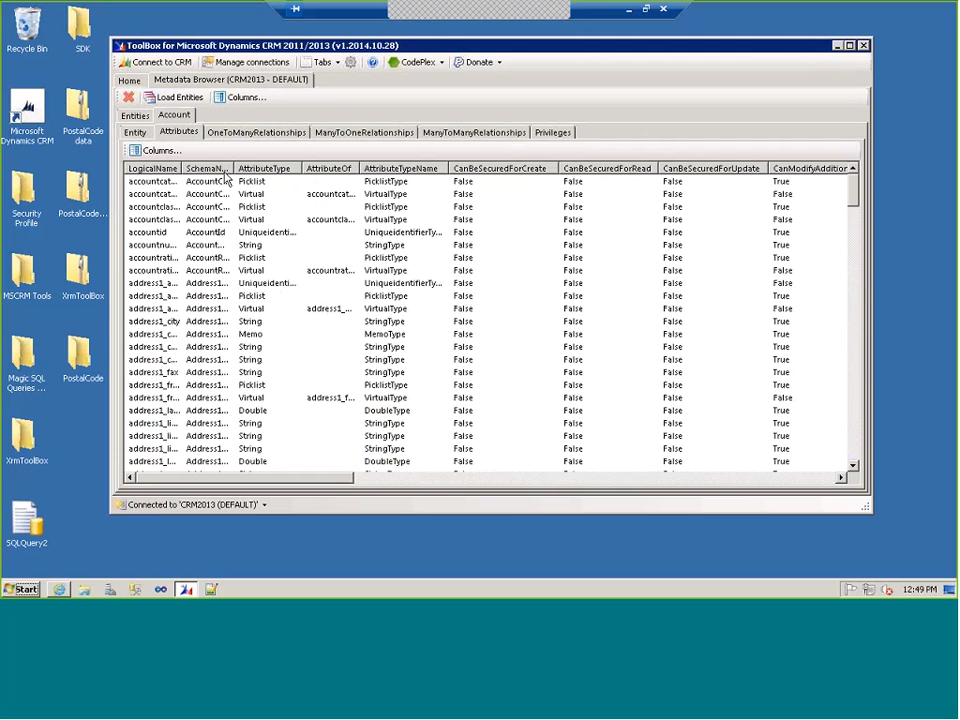 Recycle Bin
SDK
Microsoft Dynamics CRM
PostalCode data
Security Profile
PostalCode...
MSCRM Tools
XrmToolBox
Magic SQL Queries ...
PostalCode
XrmToolBox
SQLQuery2
ToolBox for Microsoft Dynamics CRM 2011/2013 (v1.2014.10.28)
Connect to CRM Manage connections Tabs CodePlex Donate
Home Metadata Browser (CRM2013 - DEFAULT)
Load Entities Columns...
Entities Account
Entity Attributes OneToManyRelationships ManyToOneRelationships ManyToManyRelationships Privileges
Columns...
LogicalName SchemaN... AttributeType AttributeOf AttributeTypeName CanBeSecuredForCreate CanBeSecuredForRead CanBeSecuredForUpdate CanModifyAdditior
accountcat... AccountC... Picklist PicklistType False False False True
accountcat... AccountC... Virtual accountcat... VirtualType False False False False
accountclas... AccountC... Picklist PicklistType False False False True
accountclas... AccountC... Virtual accountcla... VirtualType False False False False
accountid AccountId Uniqueidenti... UniqueidentifierTy... False False False True
accountnu... Account... String StringType False False False True
accountrati... AccountR... Picklist PicklistType False False False True
accountrati... AccountR... Virtual accountrat... VirtualType False False False False
address1_a... Address1... Uniqueidenti... UniqueidentifierTy... False False False True
address1_a... Address1... Picklist PicklistType False False False True
address1_a... Address1... Virtual address1_... VirtualType False False False False
address1_city Address1... String StringType False False False True
address1_c... Address1... Memo MemoType False False False True
address1_c... Address1... String StringType False False False True
address1_c... Address1... String StringType False False False True
address1_fax Address1... String StringType False False False True
address1_fr... Address1... Picklist PicklistType False False False True
address1_fr... Address1... Virtual address1_f... VirtualType False False False False
address1_la... Address1... Double DoubleType False False False True
address1_li... Address1... String StringType False False False True
address1_li... Address1... String StringType False False False True
address1_li... Address1... String StringType False False False True
address1_l... Address1... Double DoubleType False False False True
Connected to 'CRM2013 (DEFAULT)'
Start
12:49 PM